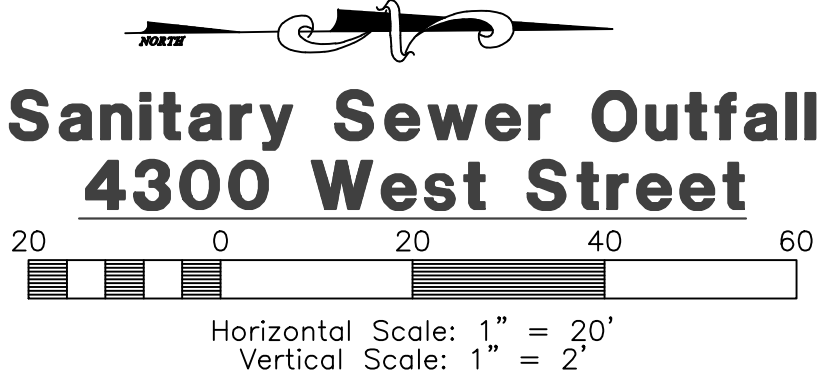 NORTH
Sanitary Sewer Outfall
4300 West Street
20 0 20 40 60
Horizontal Scale: 1" = 20'
Vertical Scale: 1" = 2'